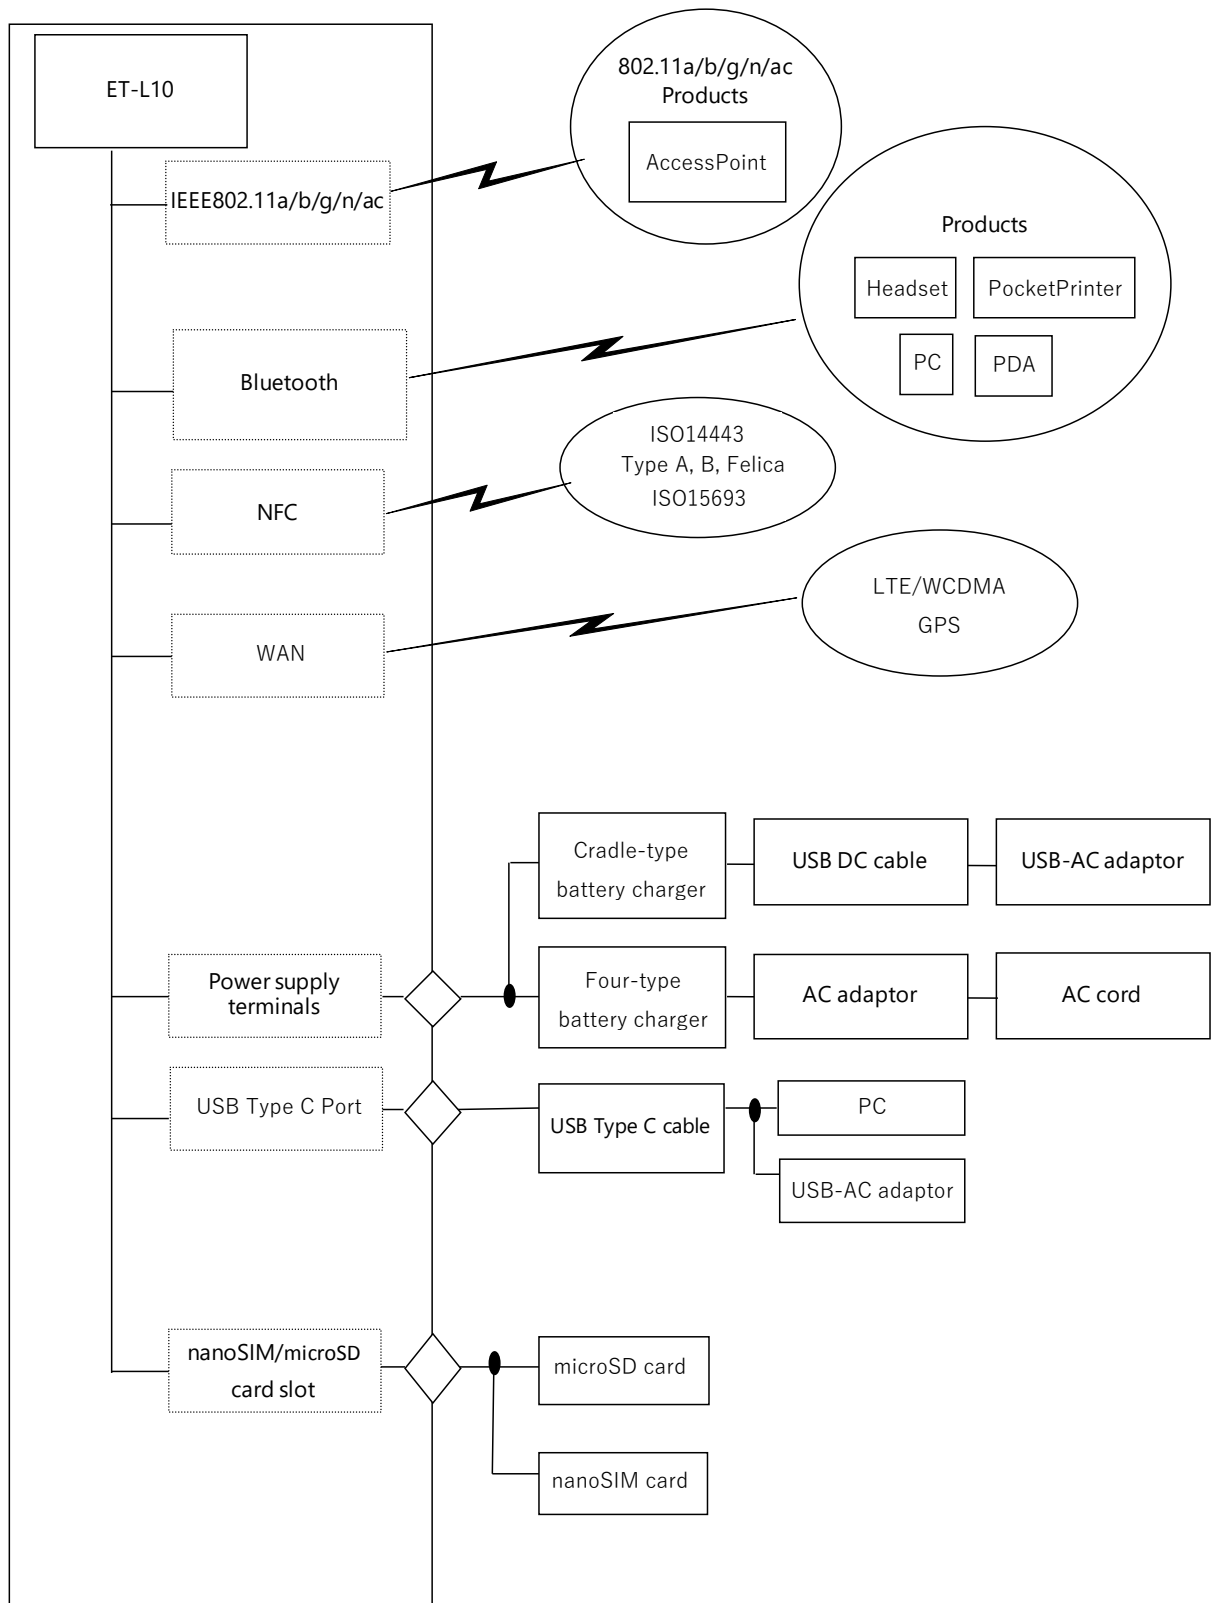 ET-L10
802.11a/b/g/n/ac
Products
AccessPoint
IEEE802.11a/b/g/n/ac
Products
Headset
PocketPrinter
PC
PDA
Bluetooth
ISO14443
Type A, B, Felica
ISO15693
NFC
LTE/WCDMA
GPS
WAN
Cradle-type
battery charger
USB DC cable
USB-AC adaptor
Power supply
terminals
Four-type
battery charger
AC adaptor
AC cord
USB Type C Port
USB Type C cable
PC
USB-AC adaptor
nanoSIM/microSD
card slot
microSD card
nanoSIM card